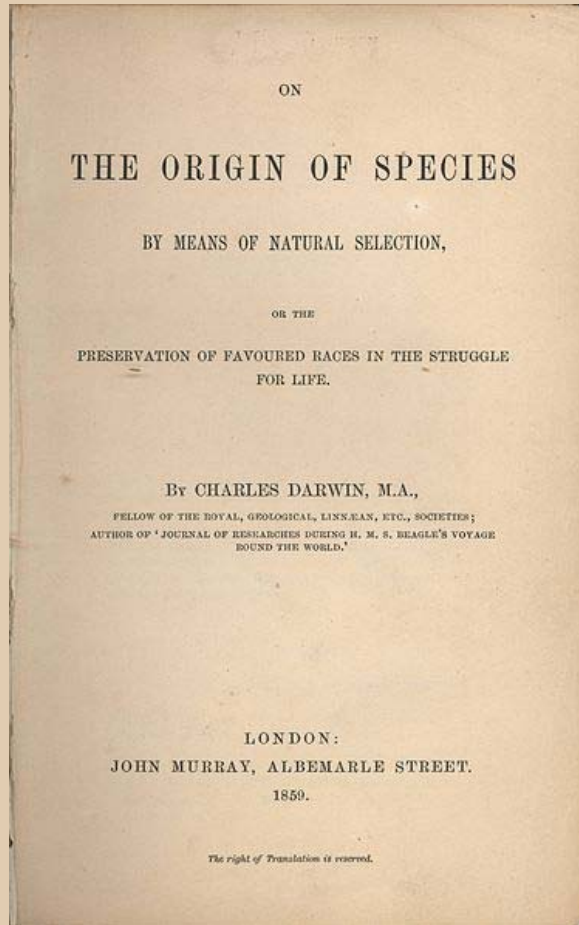 ON
THE ORIGIN OF SPECIES
BY MEANS OF NATURAL SELECTION,
OR THE
PRESERVATION OF FAVOURED RACES IN THE STRUGGLE
FOR LIFE.
BY CHARLES DARWIN, M.A.,
FELLOW OF THE ROYAL, GEOLOGICAL, LINNÆAN, ETC., SOCIETIES;
AUTHOR OF 'JOURNAL OF RESEARCHES DURING H. M. S. BEAGLE'S VOYAGE
ROUND THE WORLD.'
LONDON:
JOHN MURRAY, ALBEMARLE STREET.
1859.
The right of Translation is reserved.